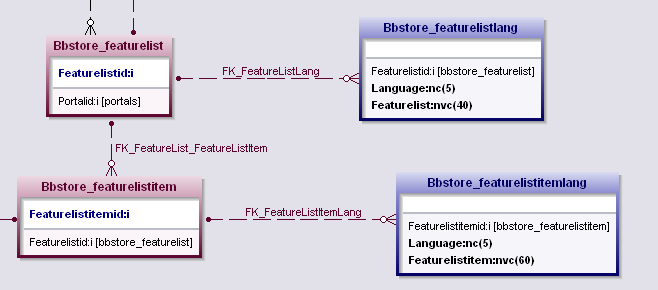 Bbstore_featurelist
Featurelistid:i
Portalid:i [portals]
FK_FeatureListLang
Bbstore_featurelistlang
Featurelistid:i [bbstore_featurelist]
Language:nc(5)
Featurelist:nvc(40)
FK_FeatureList_FeatureListItem
Bbstore_featurelistitem
Featurelistitemid:i
Featurelistid:i [bbstore_featurelist]
FK_FeatureListItemLang
Bbstore_featurelistitemlang
Featurelistitemid:i [bbstore_featurelistitem]
Language:nc(5)
Featurelistitem:nvc(60)